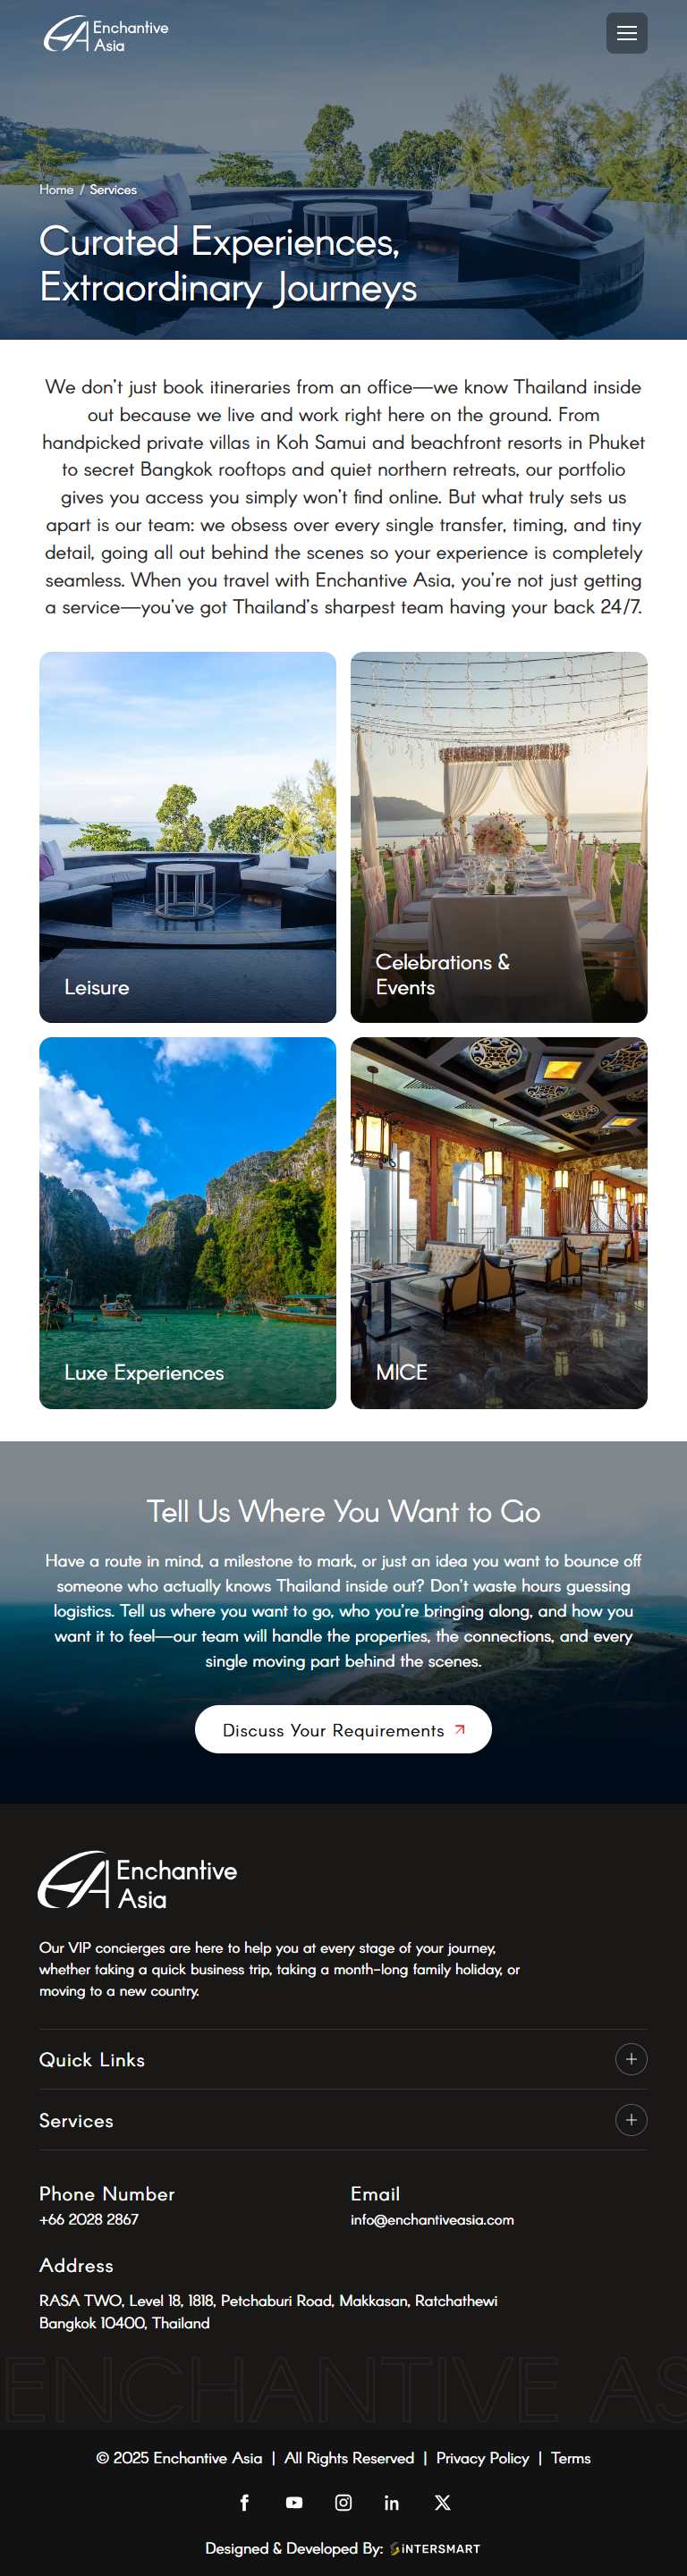 Enchantive
Asia
Home / Services
Curated Experiences,
Extraordinary Journeys
We don’t just book itineraries from an office—we know Thailand inside
out because we live and work right here on the ground. From
handpicked private villas in Koh Samui and beachfront resorts in Phuket
to secret Bangkok rooftops and quiet northern retreats, our portfolio
gives you access you simply won’t find online. But what truly sets us
apart is our team: we obsess over every single transfer, timing, and tiny
detail, going all out behind the scenes so your experience is completely
seamless. When you travel with Enchantive Asia, you’re not just getting
a service—you’ve got Thailand’s sharpest team having your back 24/7.
Leisure
Celebrations &
Events
Luxe Experiences
MICE
Tell Us Where You Want to Go
Have a route in mind, a milestone to mark, or just an idea you want to bounce off
someone who actually knows Thailand inside out? Don’t waste hours guessing
logistics. Tell us where you want to go, who you’re bringing along, and how you
want it to feel—our team will handle the properties, the connections, and every
single moving part behind the scenes.
Discuss Your Requirements
Enchantive
Asia
Our VIP concierges are here to help you at every stage of your journey,
whether taking a quick business trip, taking a month-long family holiday, or
moving to a new country.
Quick Links
Services
Phone Number
+66 2028 2867
Email
info@enchantiveasia.com
Address
RASA TWO, Level 18, 1818, Petchaburi Road, Makkasan, Ratchathewi
Bangkok 10400, Thailand
ENCHANTIVE AS
© 2025 Enchantive Asia | All Rights Reserved | Privacy Policy | Terms
Designed & Developed By: INTERSMART